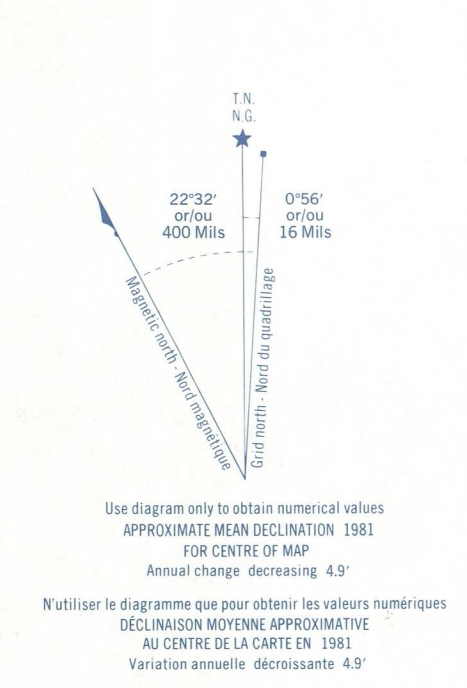 T.N.
N.G.
22°32′
or/ou
400 Mils
0°56′
or/ou
16 Mils
Magnetic north - Nord magnétique
Grid north - Nord du quadrillage
Use diagram only to obtain numerical values
APPROXIMATE MEAN DECLINATION 1981
FOR CENTRE OF MAP
Annual change decreasing 4.9′
N'utiliser le diagramme que pour obtenir les valeurs numériques
DÉCLINAISON MOYENNE APPROXIMATIVE
AU CENTRE DE LA CARTE EN 1981
Variation annuelle décroissante 4.9′